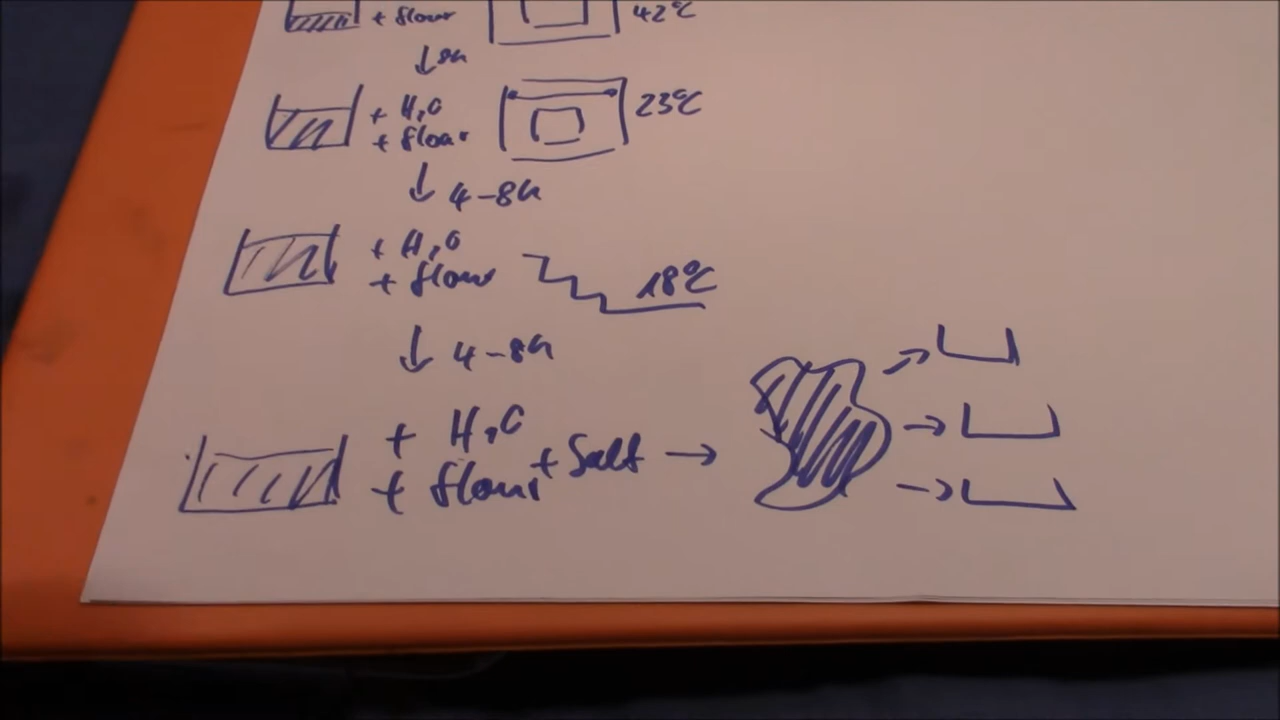 + flour 42°C
↓ 8h
+ H₂O
+ flour 23°C
↓ 4-8h
+ H₂O
+ flour 18°C
↓ 4-8h
+ H₂O
+ flour + Salt →